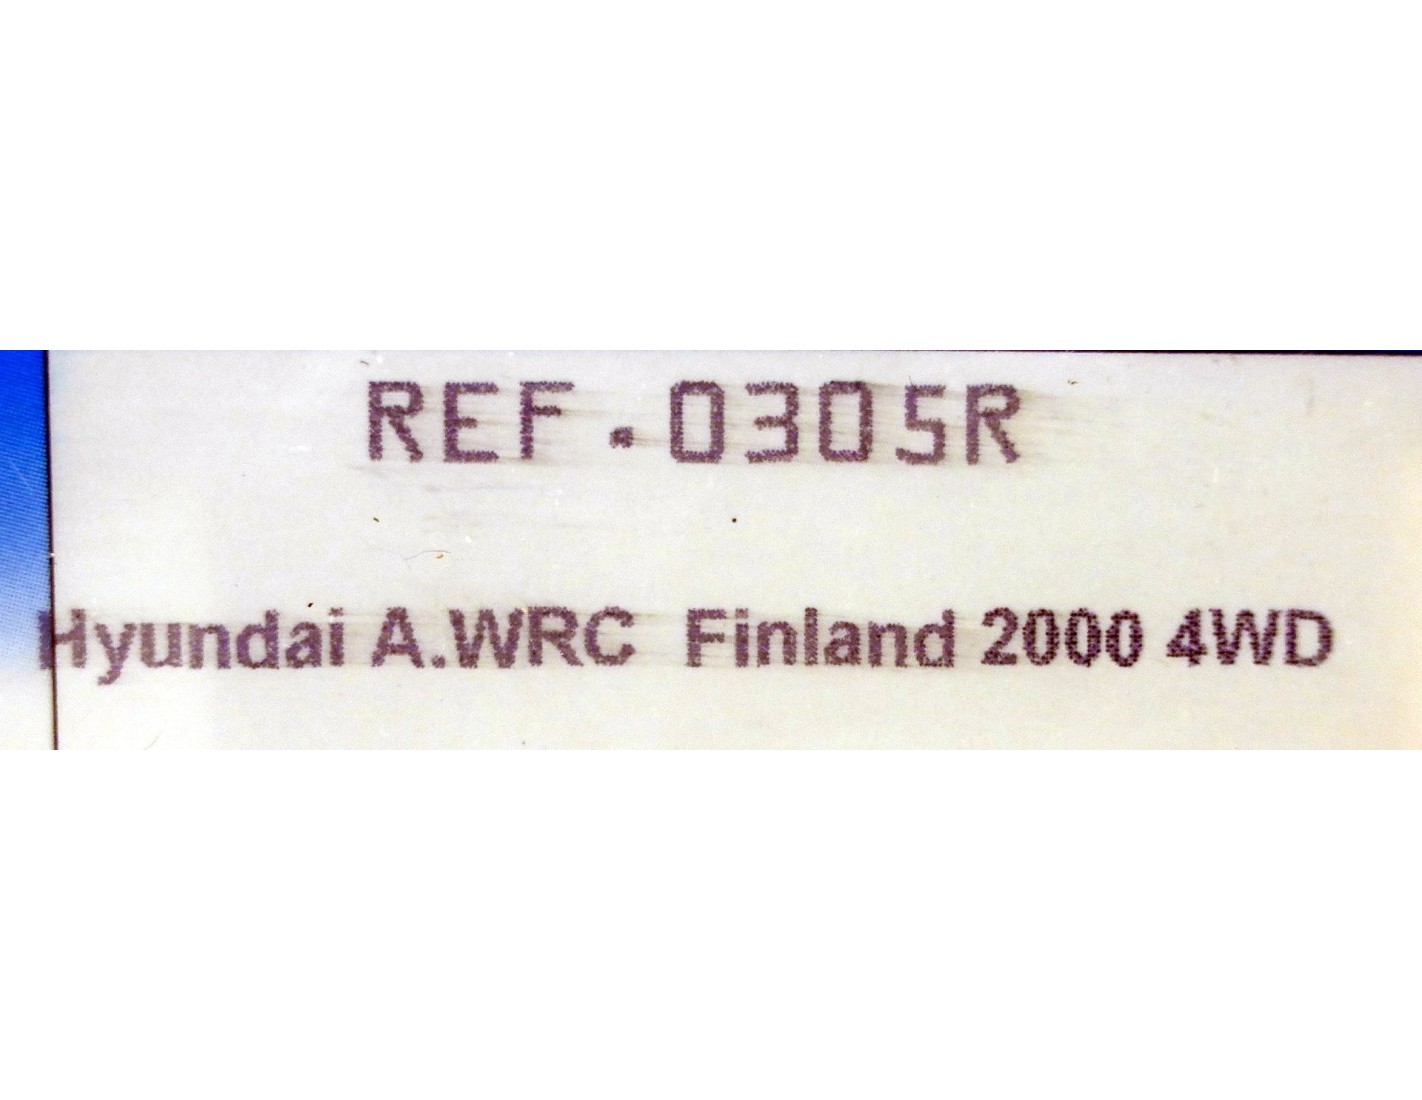 REF.0305R
Hyundai A.WRC Finland 2000 4WD